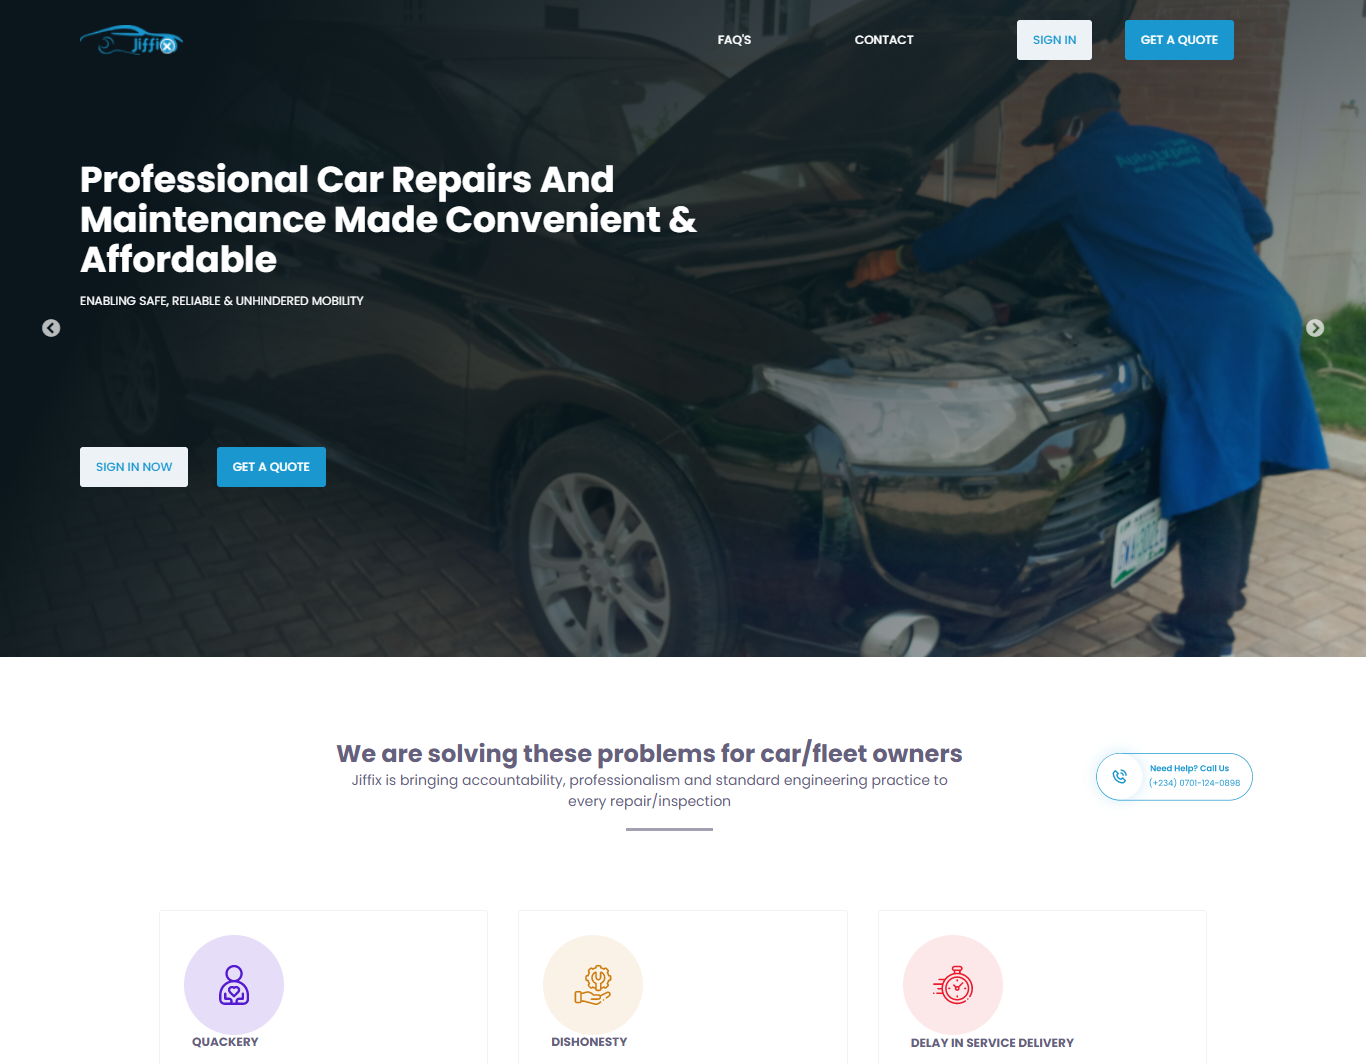 Jiffix
FAQ'S
CONTACT
SIGN IN
GET A QUOTE
Professional Car Repairs And
Maintenance Made Convenient &
Affordable
ENABLING SAFE, RELIABLE & UNHINDERED MOBILITY
SIGN IN NOW
GET A QUOTE
We are solving these problems for car/fleet owners
Jiffix is bringing accountability, professionalism and standard engineering practice to
every repair/inspection
Need Help? Call Us
(+234) 0701-124-0898
QUACKERY
DISHONESTY
DELAY IN SERVICE DELIVERY